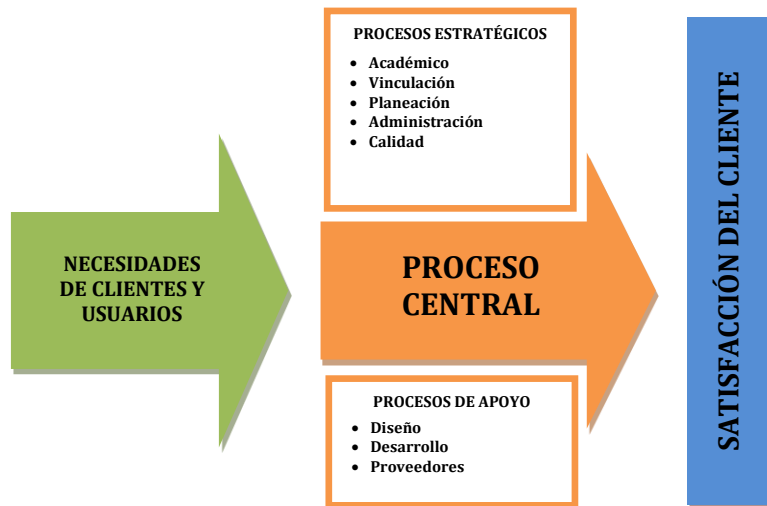 PROCESOS ESTRATÉGICOS
• Académico
• Vinculación
• Planeación
• Administración
• Calidad
NECESIDADES
DE CLIENTES Y
USUARIOS
PROCESO
CENTRAL
PROCESOS DE APOYO
• Diseño
• Desarrollo
• Proveedores
SATISFACCIÓN DEL CLIENTE